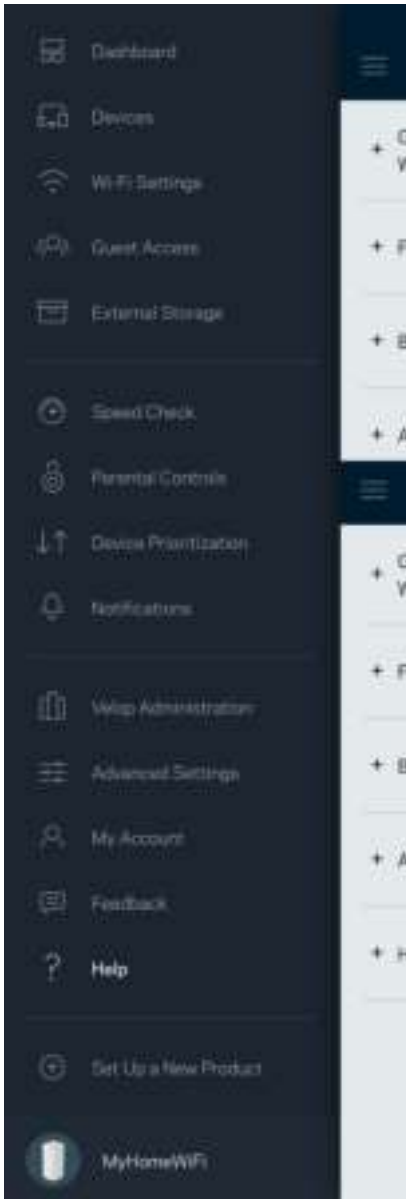 Dashboard
Devices
Wi-Fi Settings
Guest Access
External Storage
Speed Check
Parental Controls
Device Prioritization
Notifications
Velop Administration
Advanced Settings
My Account
Feedback
Help
Set Up a New Product
MyHomeWiFi